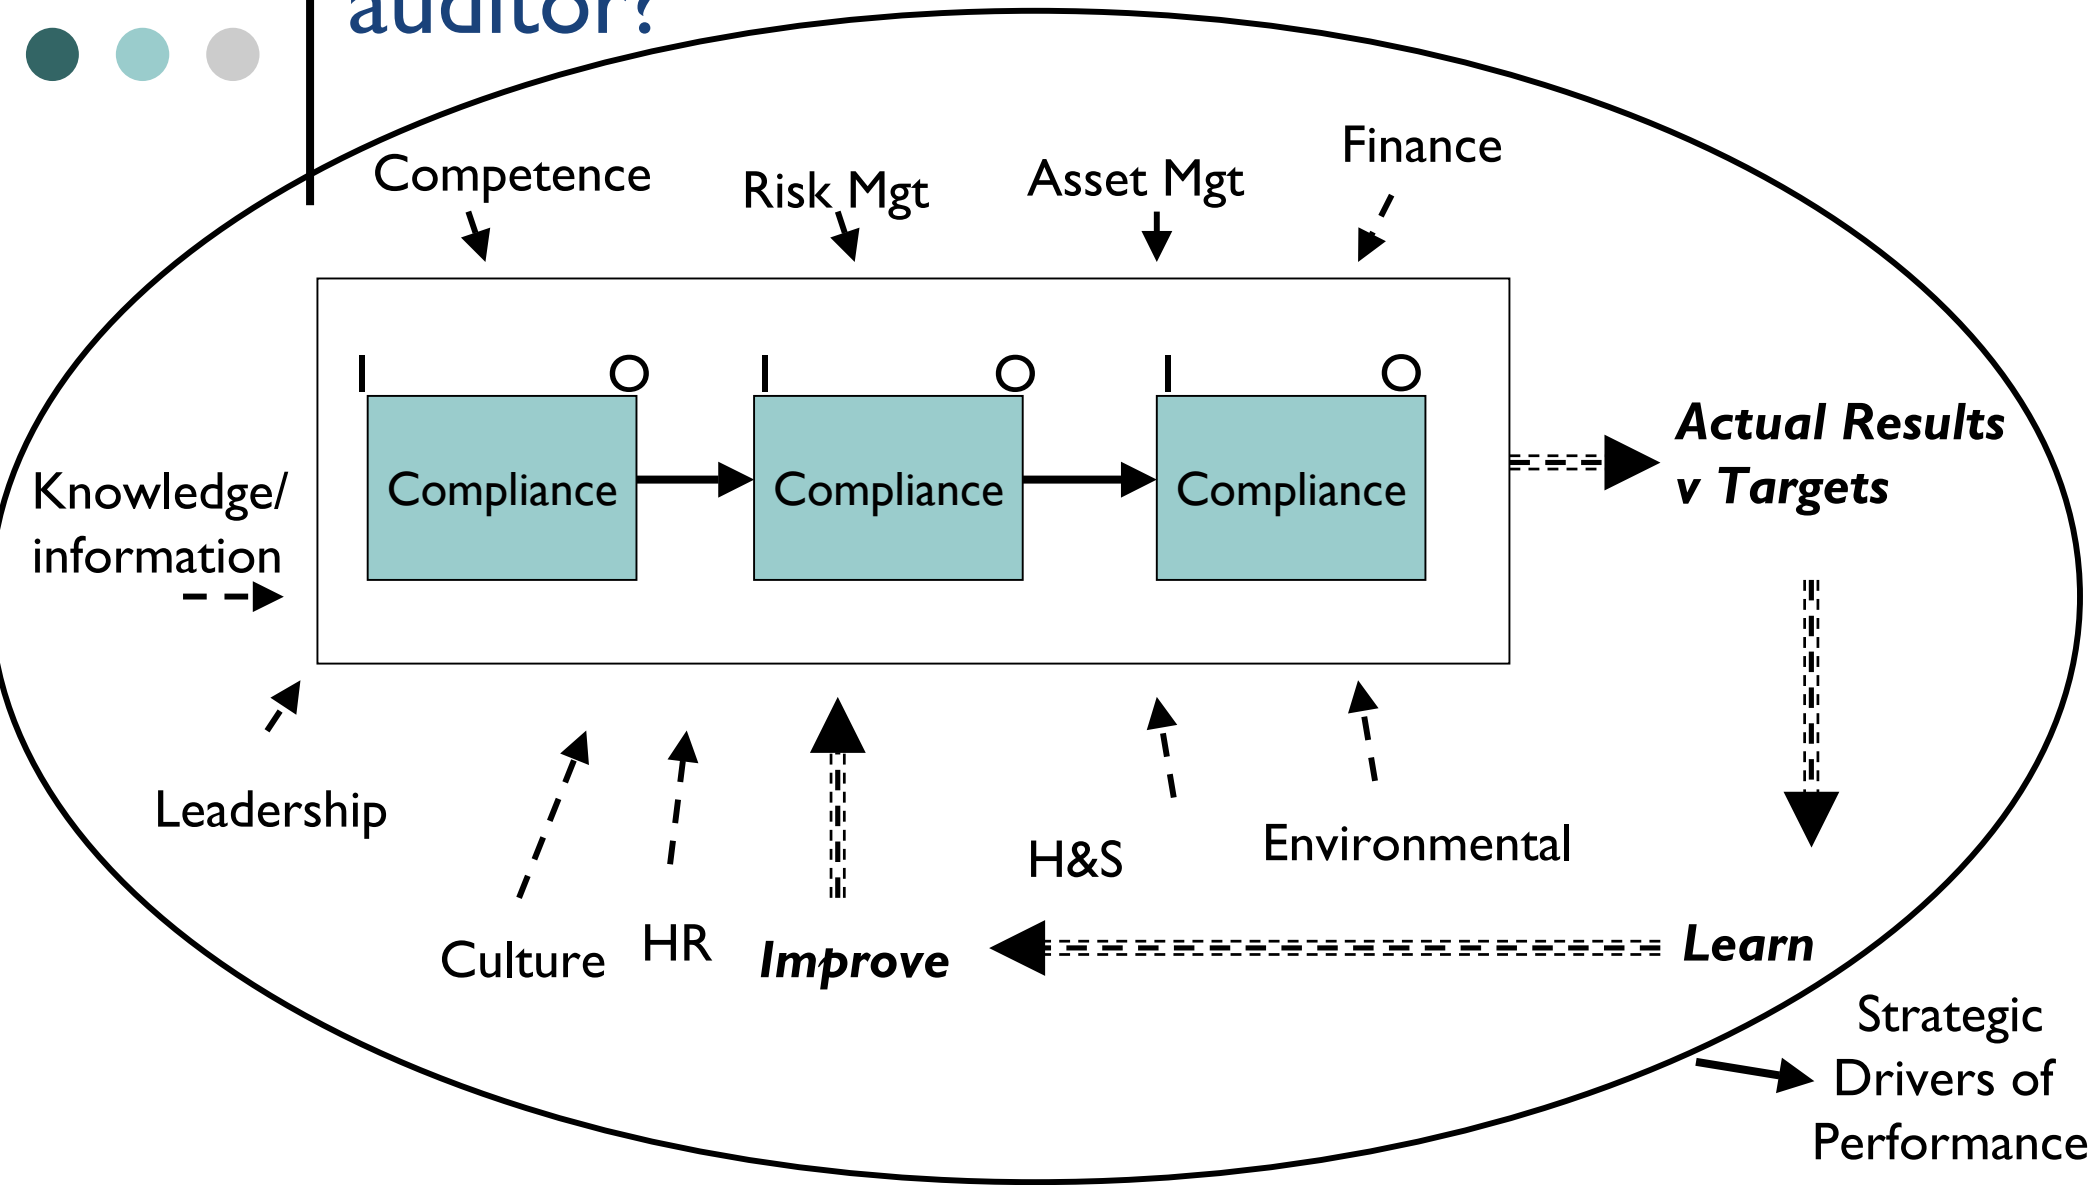 auditor?
Finance
Competence
Risk Mgt
Asset Mgt
I O I O I O
Actual Results
v Targets
Compliance
Compliance
Compliance
Knowledge/
information
Leadership
H&S
Environmental
Culture
HR
Improve
Learn
Strategic
Drivers of
Performance